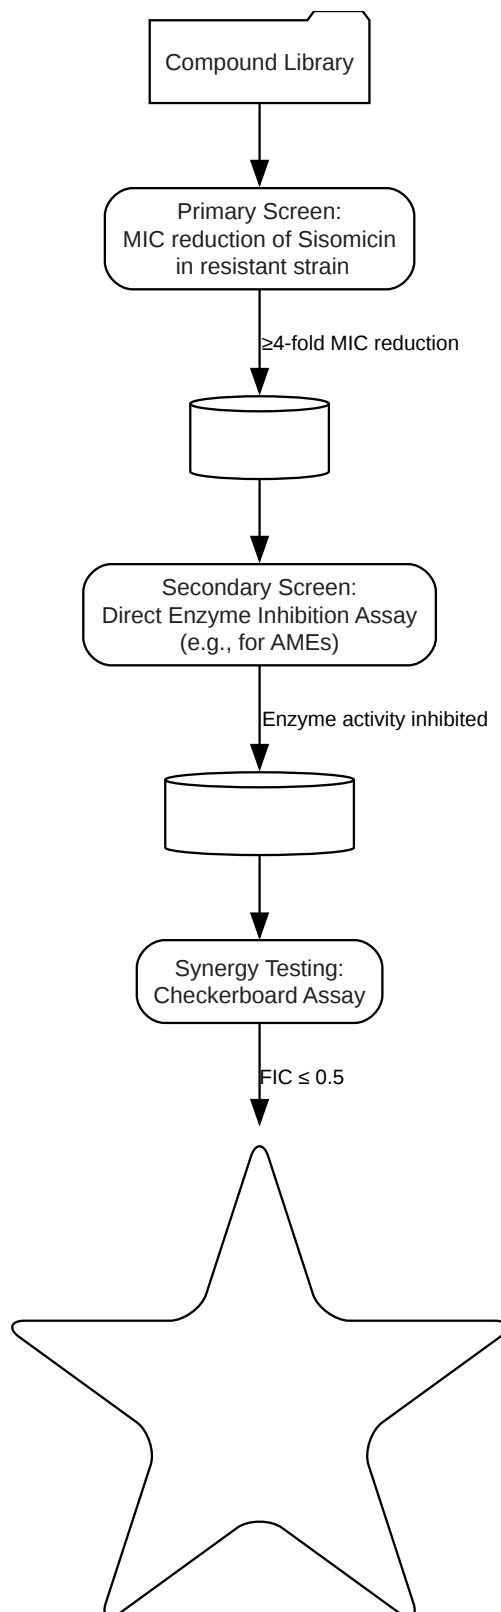 Compound Library
Primary Screen:
MIC reduction of Sisomicin
in resistant strain
≥4-fold MIC reduction
Secondary Screen:
Direct Enzyme Inhibition Assay
(e.g., for AMEs)
Enzyme activity inhibited
Synergy Testing:
Checkerboard Assay
FIC ≤ 0.5